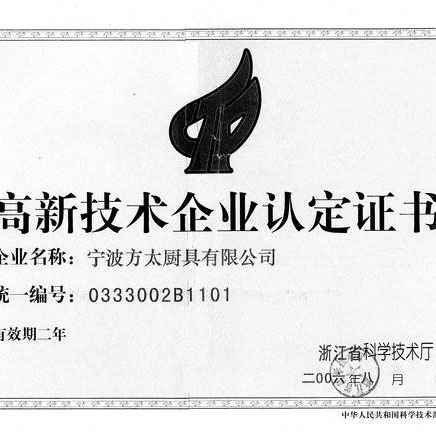 高新技术企业认定证书
企业名称：宁波方太厨具有限公司
统一编号：0333002B1101
有效期二年
浙江省科学技术厅
二〇〇六年八月
中华人民共和国科学技术部